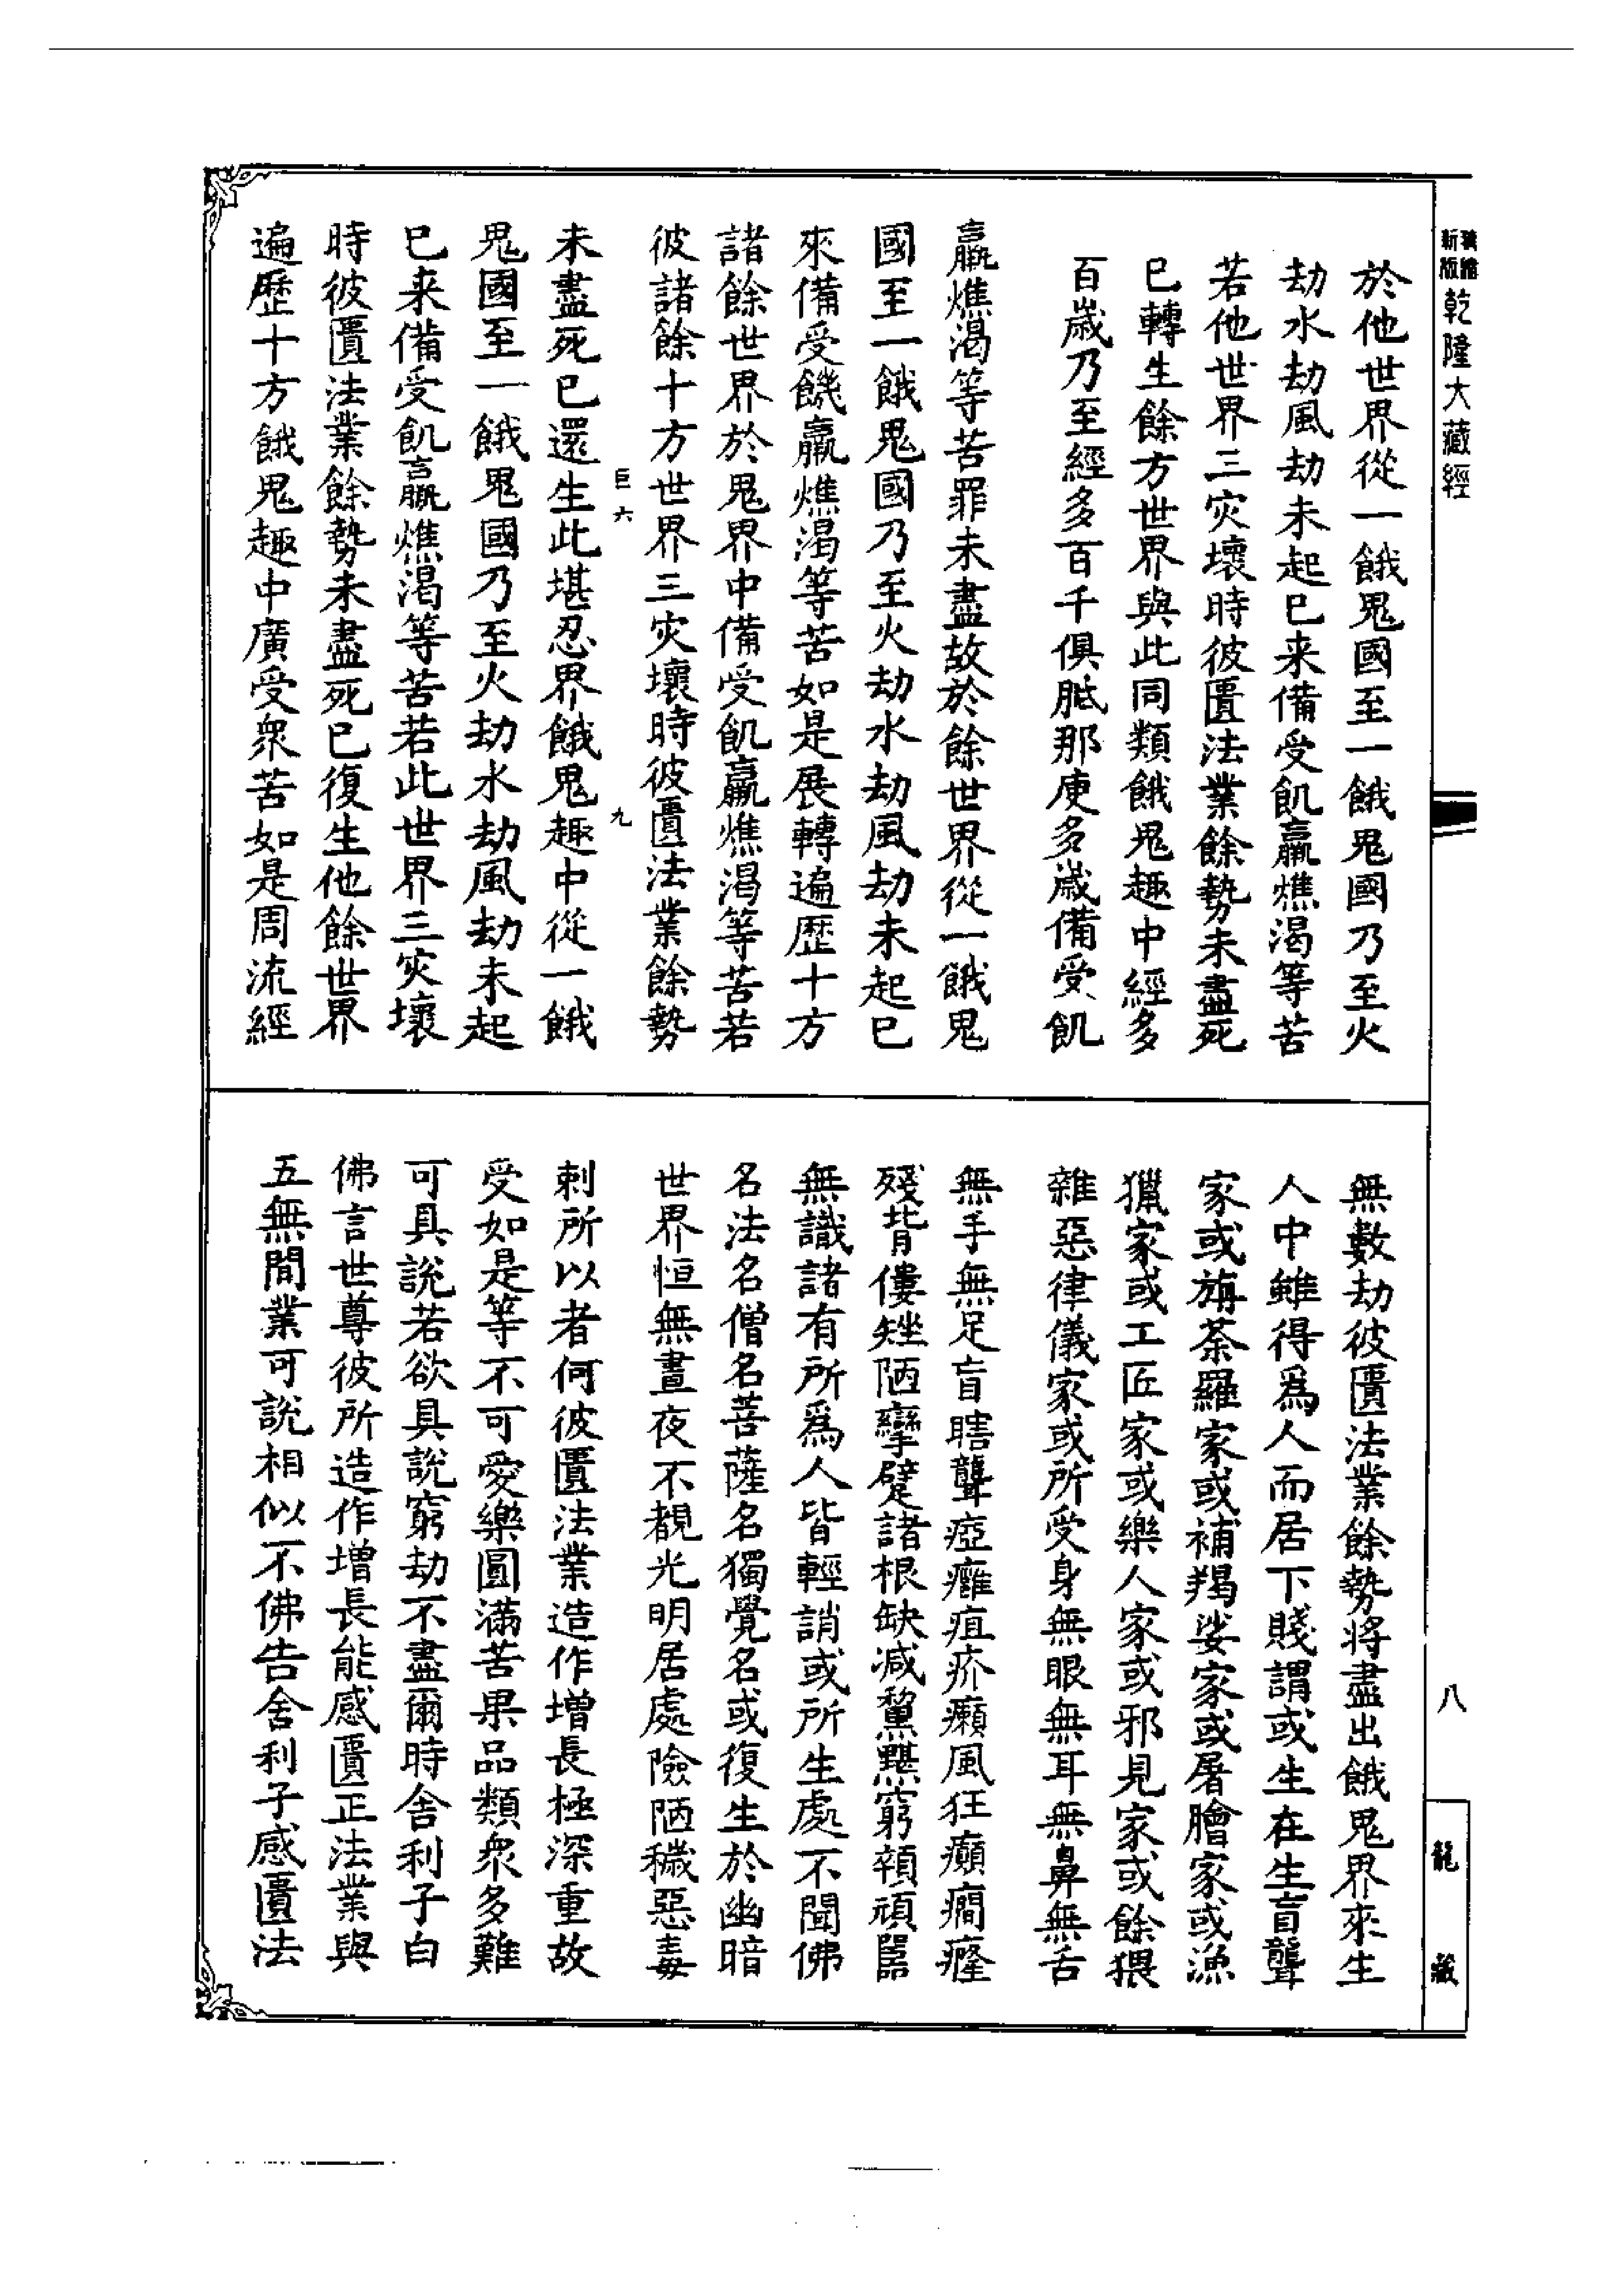 新版
乾隆大藏經
於他世界從一餓鬼國至一餓鬼國乃至火
劫水劫風劫未起已来備受飢羸燋渴等苦
若他世界三灾壞時彼匱法業餘勢未盡死
已轉生餘方世界與此同類餓鬼趣中經多
百歲乃至經多百千俱胝那庾多歲備受飢
羸燋渴等苦罪未盡故於餘世界從一餓鬼
國至一餓鬼國乃至火劫水劫風劫未起已
來備受饑羸燋渴等苦如是展轉遍歷十方
諸餘世界於鬼界中備受飢羸燋渴等苦若
彼諸餘十方世界三灾壞時彼匱法業餘勢
巨六 九
未盡死已還生此堪忍界餓鬼趣中從一餓
鬼國至一餓鬼國乃至火劫水劫風劫未起
已来備受飢羸燋渴等苦若此世界三灾壞
時彼匱法業餘勢未盡死已復生他餘世界
遍歷十方餓鬼趣中廣受衆苦如是周流經
無數劫彼匱法業餘勢將盡出餓鬼界來生
人中雖得爲人而居下賤謂或生在生盲聾
家或旃荼羅家或補羯娑家或屠膾家或漁
獵家或工匠家或樂人家或邪見家或餘猥
雜惡律儀家或所受身無眼無耳無鼻無舌
無手無足盲瞎聾瘂癰疽疥癩風狂癲癎癃
殘背僂矬陋攣躄諸根缺減黧黮窮顇頑嚚
無識諸有所爲人皆輕誚或所生處不聞佛
名法名僧名菩薩名獨覺名或復生於幽暗
世界恒無晝夜不覩光明居處險陋穢惡毒
刺所以者何彼匱法業造作增長極深重故
受如是等不可愛樂圓滿苦果品類衆多難
可具說若欲具說窮劫不盡爾時舍利子白
佛言世尊彼所造作增長能感匱正法業與
五無間業可說相似不佛告舍利子感匱法
八
龍藏